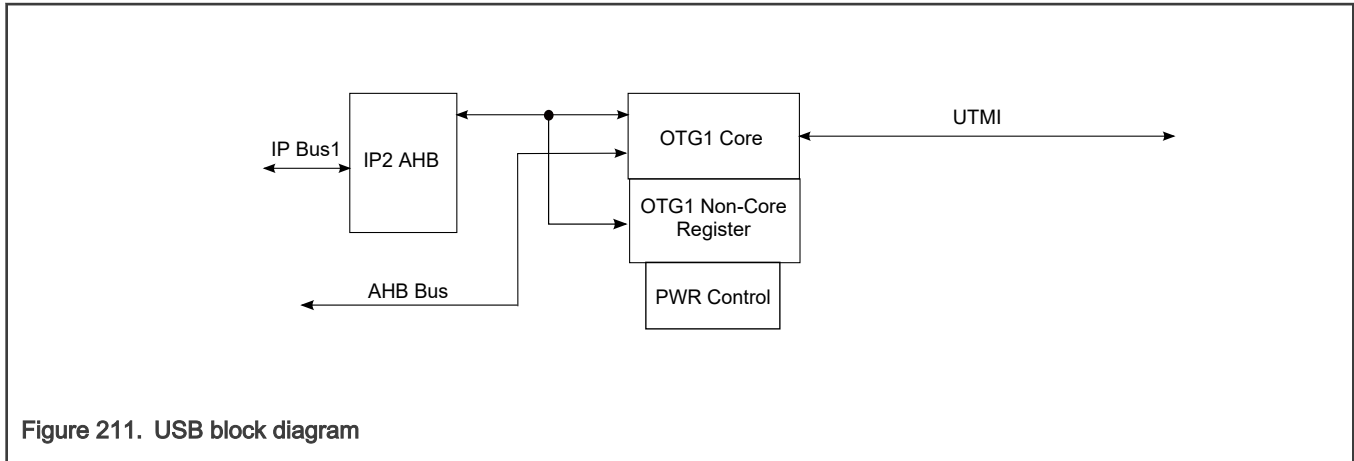 UTMI
OTG1 Core
IP Bus1
IP2 AHB
OTG1 Non-Core
Register
AHB Bus
PWR Control
Figure 211. USB block diagram